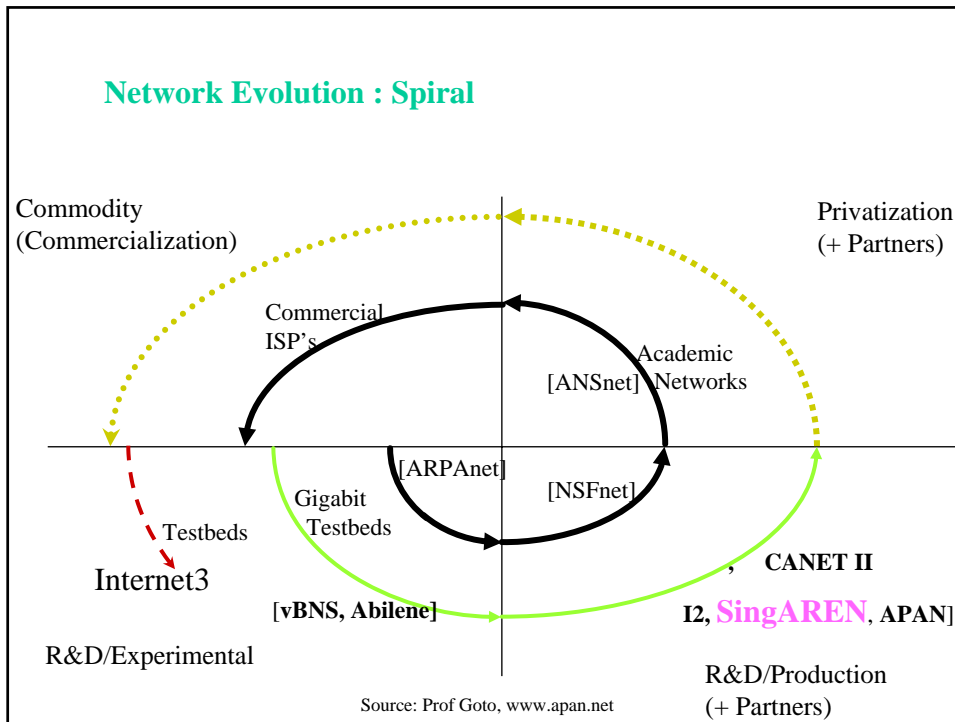 Network Evolution : Spiral
Commodity
(Commercialization)
Privatization
(+ Partners)
Commercial
ISP's
Academic
Networks
[ANSnet]
[ARPAnet]
[NSFnet]
Gigabit
Testbeds
Testbeds
Internet3
, CANET II
[vBNS, Abilene]
I2, SingAREN, APAN]
R&D/Experimental
R&D/Production
(+ Partners)
Source: Prof Goto, www.apan.net